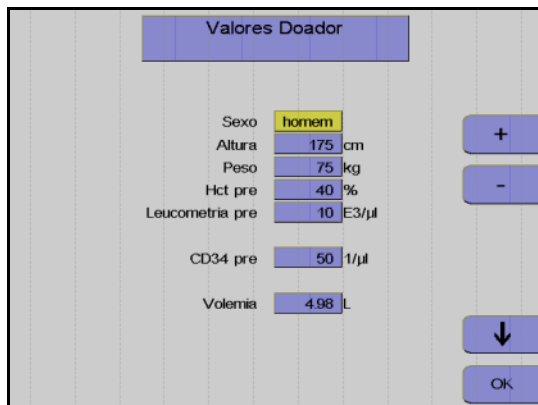 Valores Doador
Sexo homem
+
Altura 175 cm
Peso 75 kg
-
Hct pre 40 %
Leucometria pre 10 E3/µl
CD34 pre 50 1/µl
Volemia 4.98 L
↓
OK